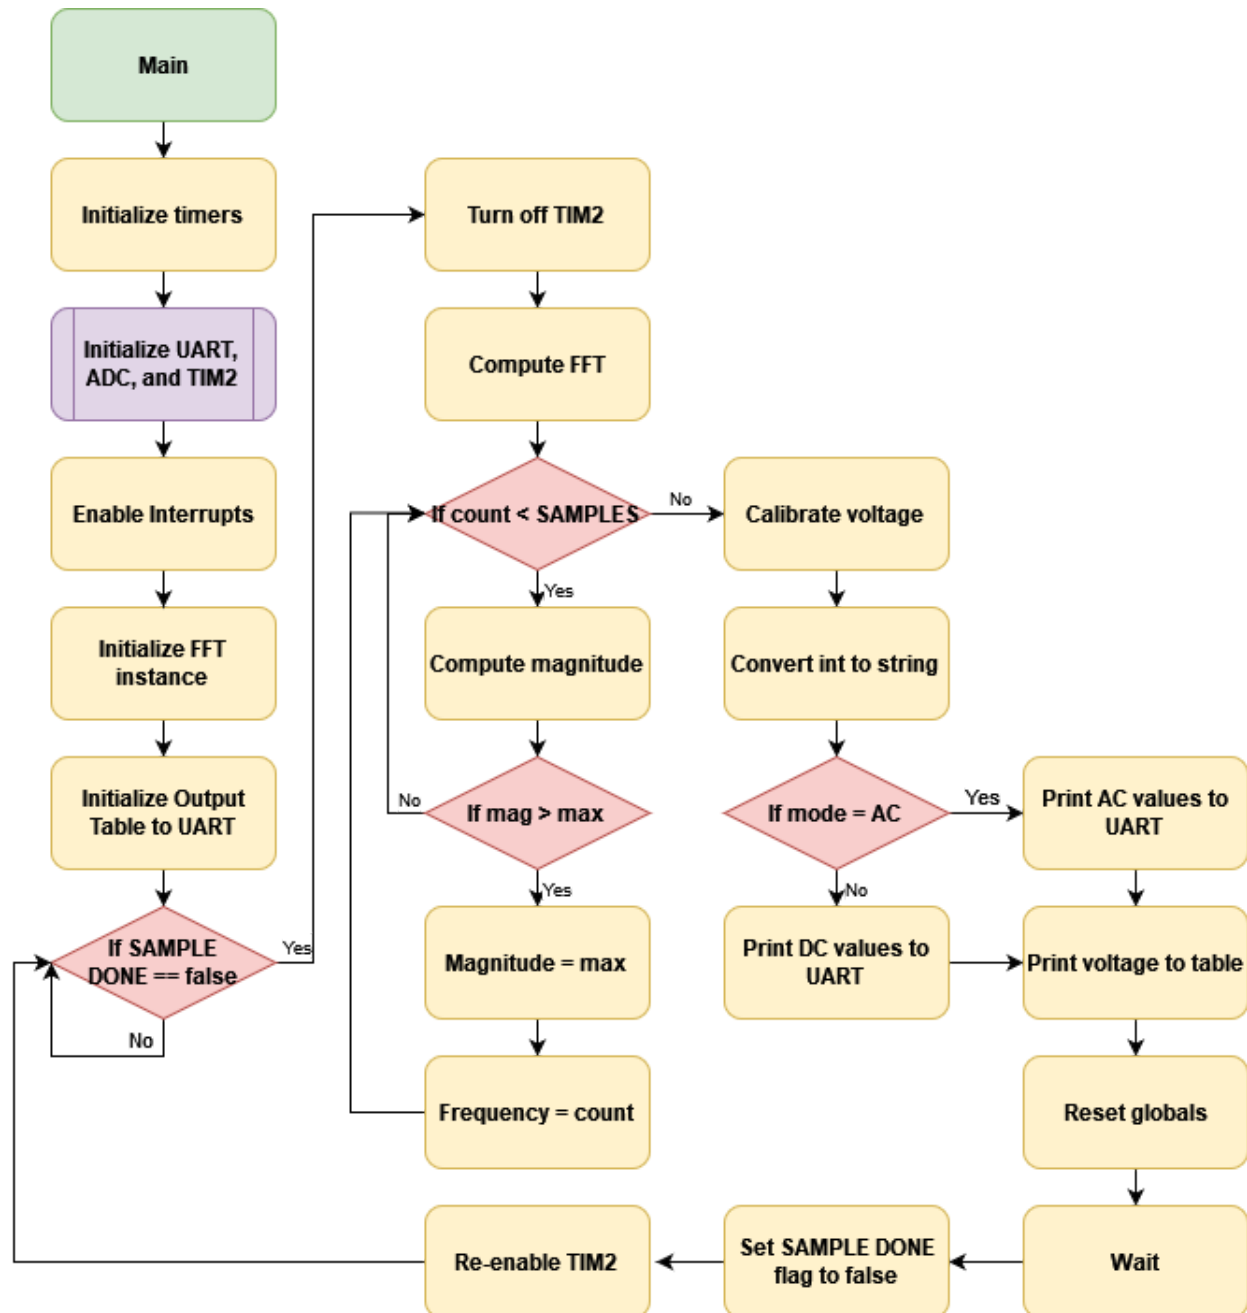 Main
Initialize timers
Initialize UART,
ADC, and TIM2
Enable Interrupts
Initialize FFT
instance
Initialize Output
Table to UART
If SAMPLE
DONE == false
Yes
No
Turn off TIM2
Compute FFT
If count < SAMPLES
No
Yes
Compute magnitude
If mag > max
No
Yes
Magnitude = max
Frequency = count
Calibrate voltage
Convert int to string
If mode = AC
Yes
No
Print AC values to
UART
Print DC values to
UART
Print voltage to table
Reset globals
Wait
Set SAMPLE DONE
flag to false
Re-enable TIM2